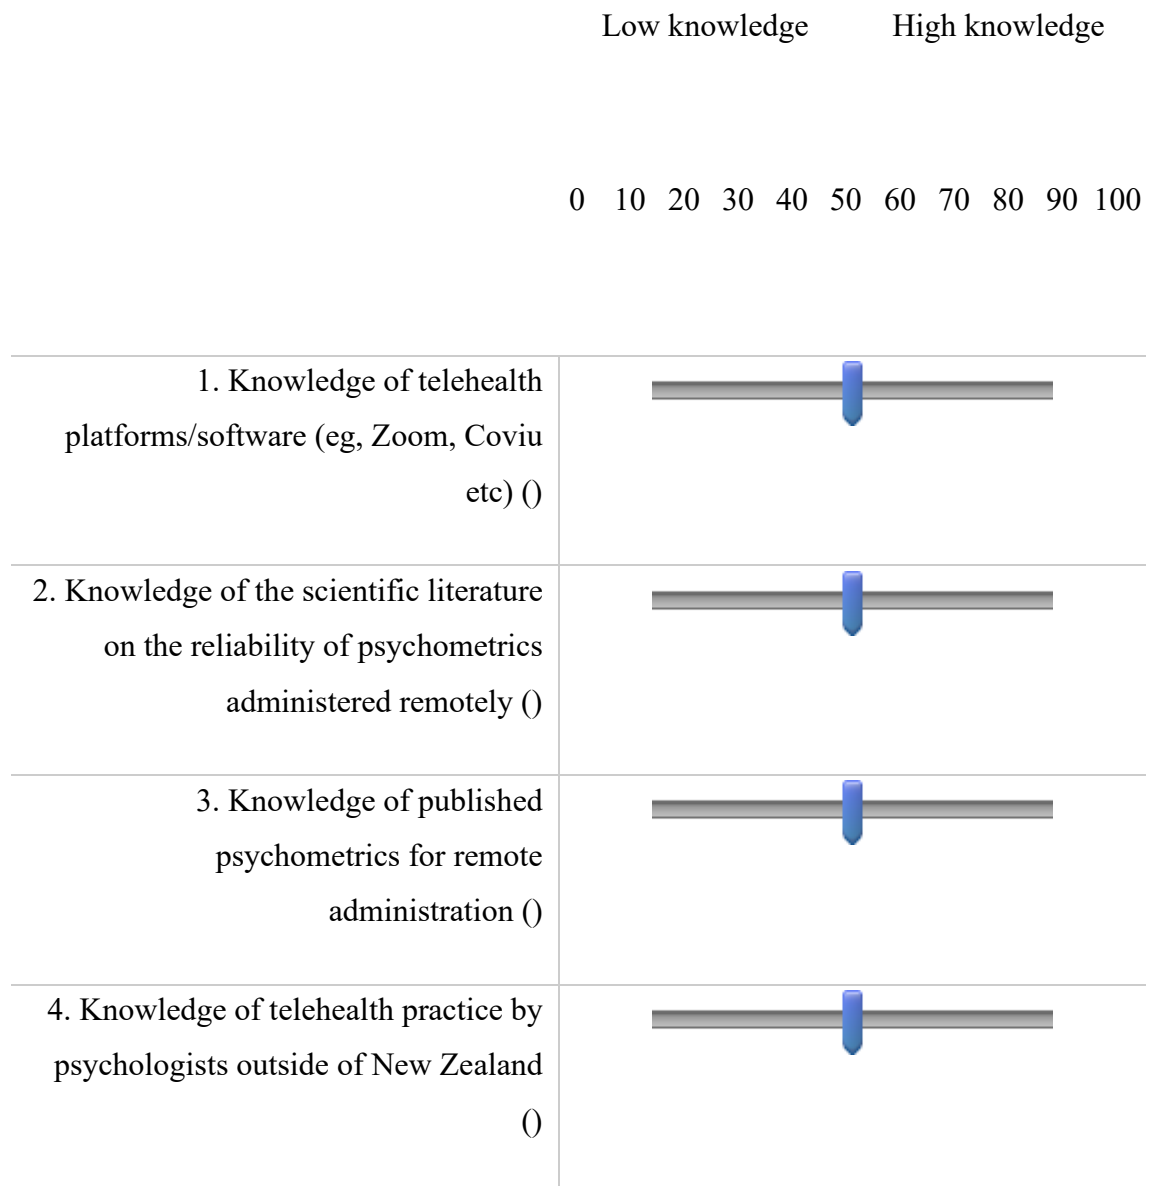 Low knowledge High knowledge
0 10 20 30 40 50 60 70 80 90 100
1. Knowledge of telehealth
platforms/software (eg, Zoom, Coviu
etc) ()
2. Knowledge of the scientific literature
on the reliability of psychometrics
administered remotely ()
3. Knowledge of published
psychometrics for remote
administration ()
4. Knowledge of telehealth practice by
psychologists outside of New Zealand
()